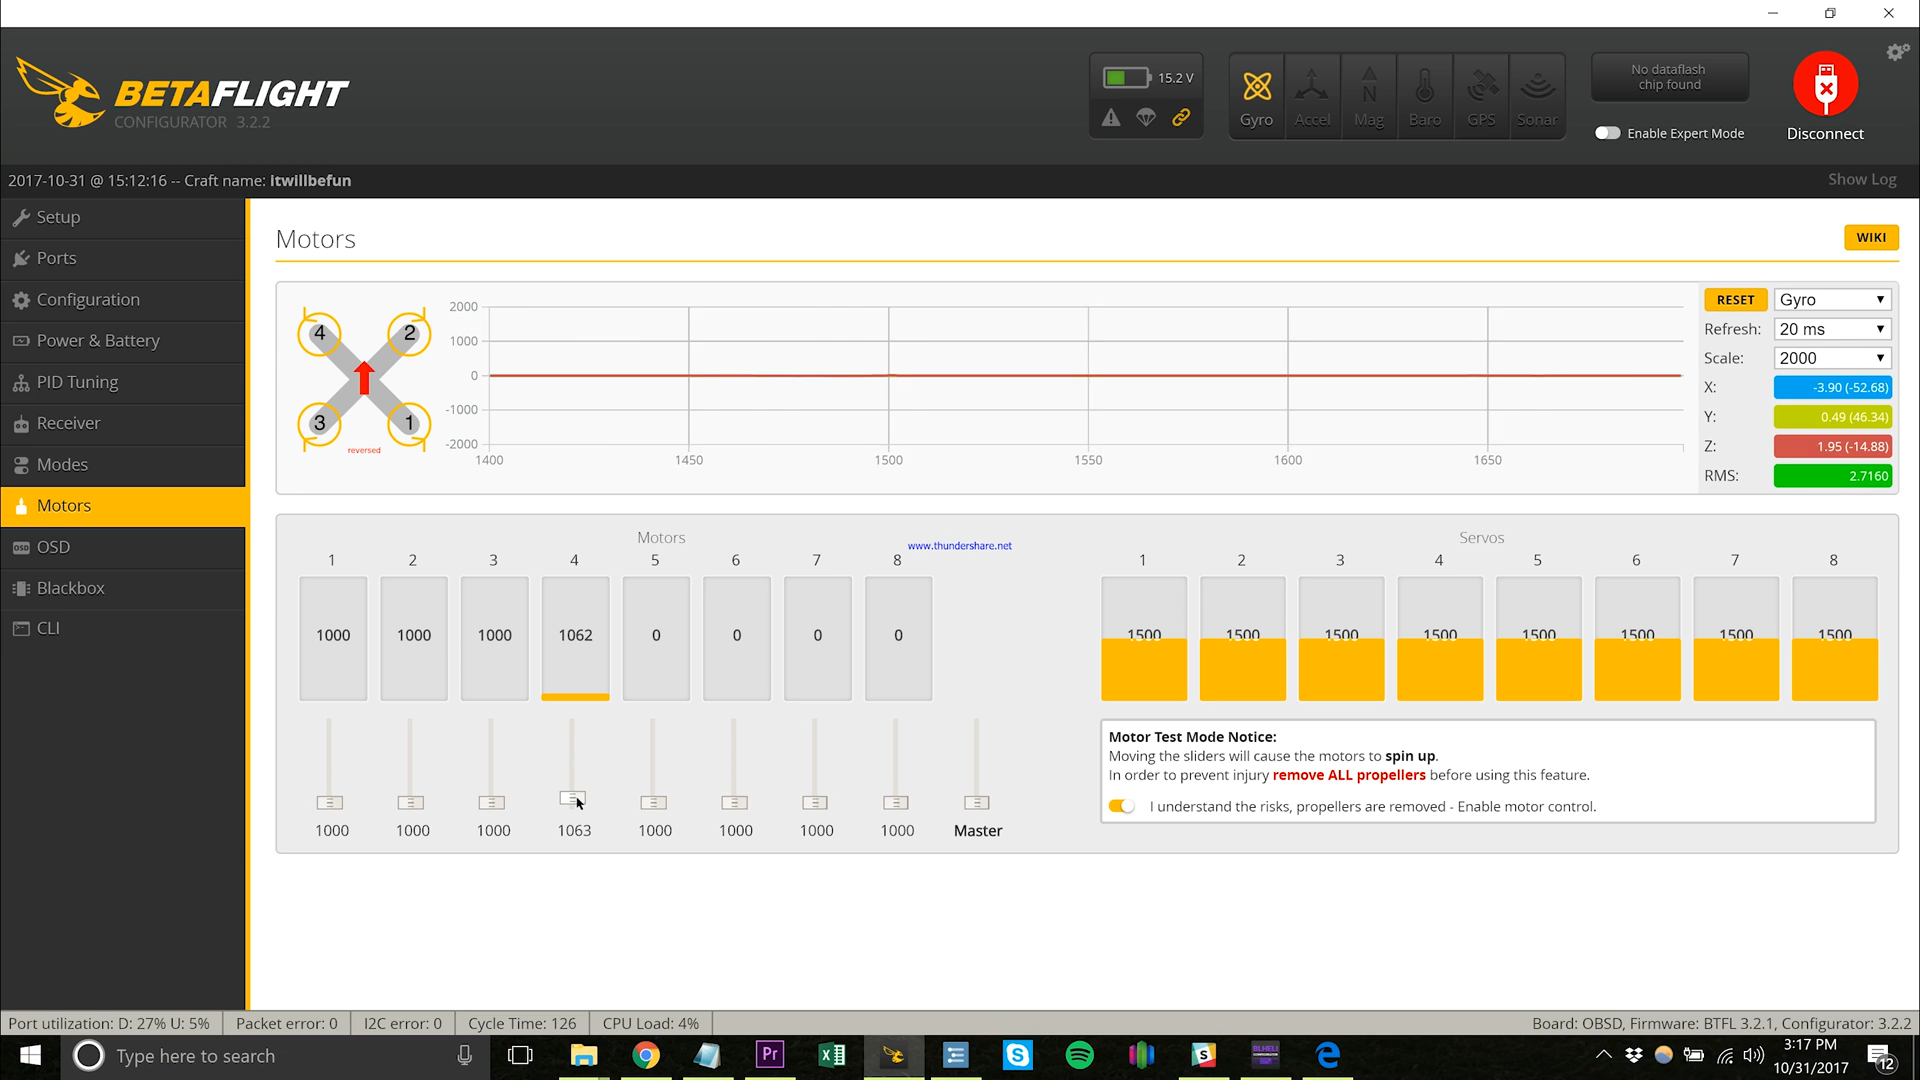 BETAFLIGHT
CONFIGURATOR 3.2.2
15.2 V
Gyro Accel Mag Baro GPS Sonar
N
No dataflash
chip found
Enable Expert Mode
Disconnect
2017-10-31 @ 15:12:16 -- Craft name: itwillbefun
Show Log
Setup
Ports
Configuration
Power & Battery
PID Tuning
Receiver
Modes
Motors
OSD
Blackbox
CLI
Motors
WIKI
4 2
3 1
reversed
2000
1000
0
-1000
-2000
1400 1450 1500 1550 1600 1650
RESET Gyro
Refresh: 20 ms
Scale: 2000
X: -3.90 (-52.68)
Y: 0.49 (46.34)
Z: 1.95 (-14.88)
RMS: 2.7160
Motors
www.thundershare.net
1 2 3 4 5 6 7 8
1000 1000 1000 1062 0 0 0 0
1000 1000 1000 1063 1000 1000 1000 1000 Master
Servos
1 2 3 4 5 6 7 8
1500 1500 1500 1500 1500 1500 1500 1500
Motor Test Mode Notice:
Moving the sliders will cause the motors to spin up.
In order to prevent injury remove ALL propellers before using this feature.
I understand the risks, propellers are removed - Enable motor control.
Port utilization: D: 27% U: 5% Packet error: 0 I2C error: 0 Cycle Time: 126 CPU Load: 4%
Board: OBSD, Firmware: BTFL 3.2.1, Configurator: 3.2.2
Type here to search
Pr
3:17 PM
10/31/2017
12